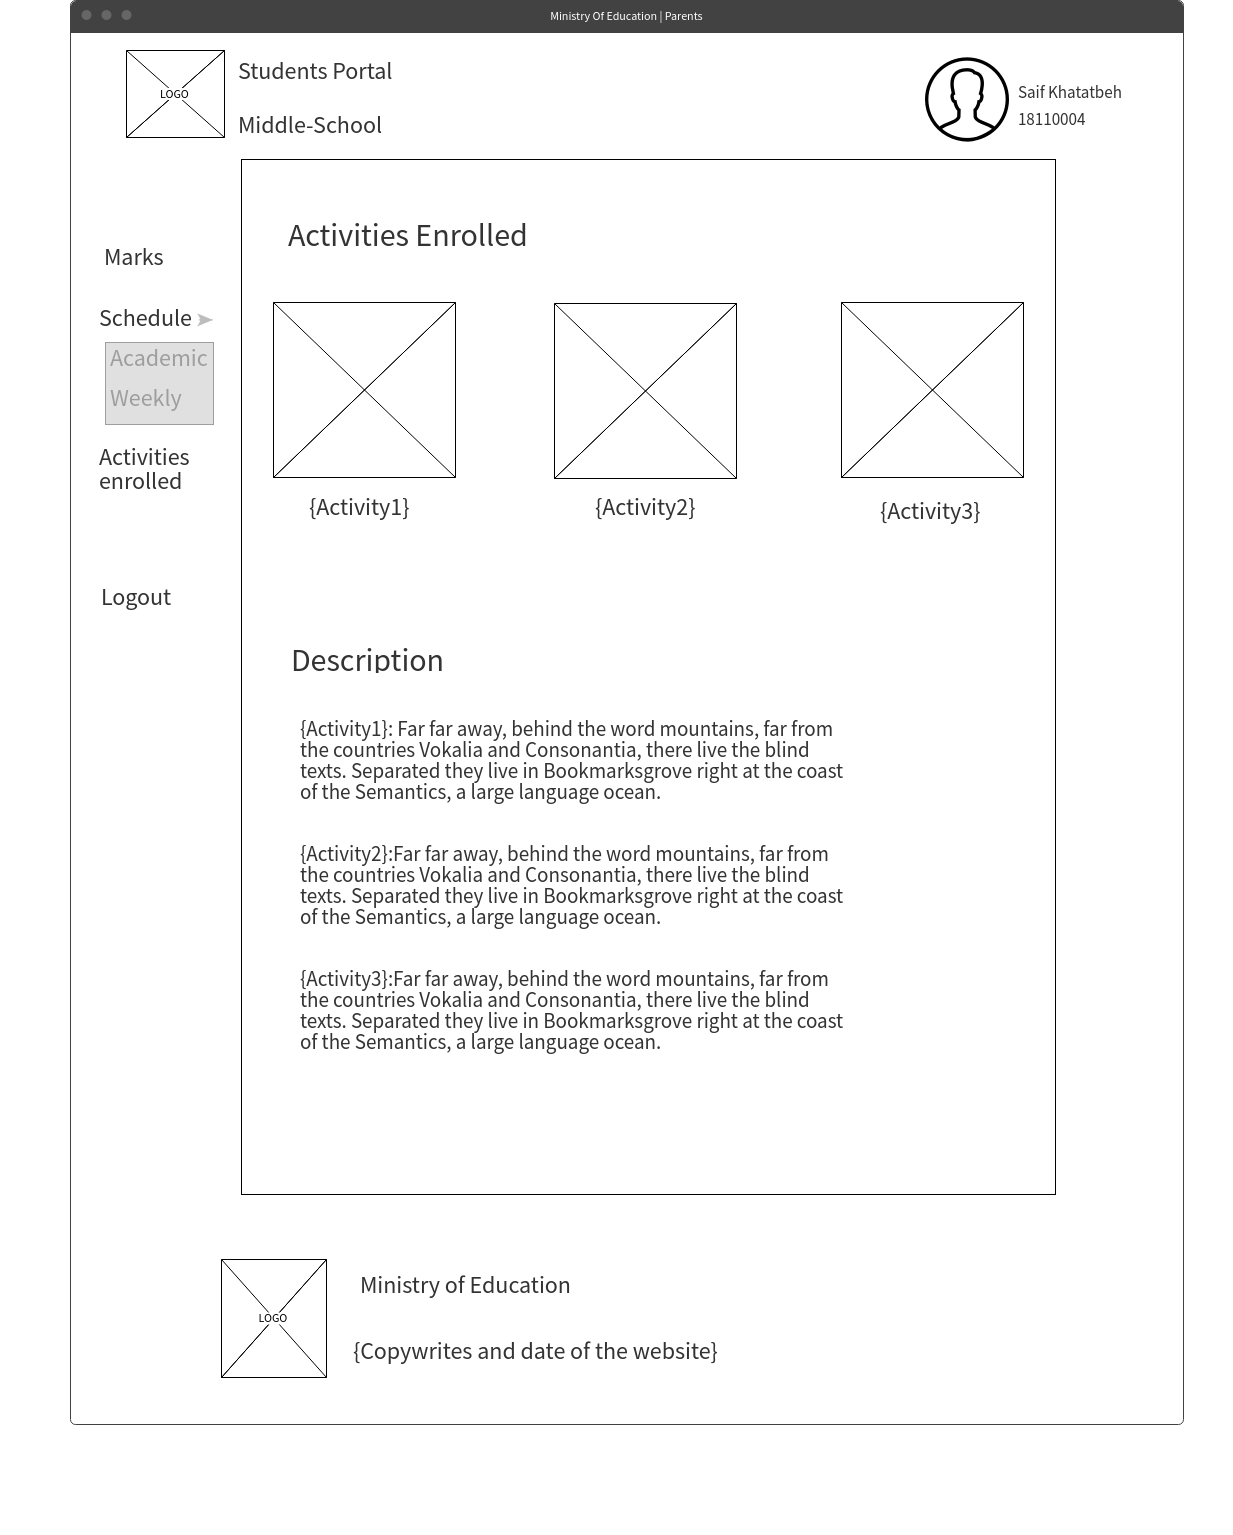 Ministry Of Education | Parents
LOGO
Students Portal
Middle-School
Saif Khatatbeh
18110004
Marks
Schedule
Academic
Weekly
Activities
enrolled
Logout
Activities Enrolled
{Activity1}
{Activity2}
{Activity3}
Description
{Activity1}: Far far away, behind the word mountains, far from
the countries Vokalia and Consonantia, there live the blind
texts. Separated they live in Bookmarksgrove right at the coast
of the Semantics, a large language ocean.
{Activity2}:Far far away, behind the word mountains, far from
the countries Vokalia and Consonantia, there live the blind
texts. Separated they live in Bookmarksgrove right at the coast
of the Semantics, a large language ocean.
{Activity3}:Far far away, behind the word mountains, far from
the countries Vokalia and Consonantia, there live the blind
texts. Separated they live in Bookmarksgrove right at the coast
of the Semantics, a large language ocean.
LOGO
Ministry of Education
{Copywrites and date of the website}